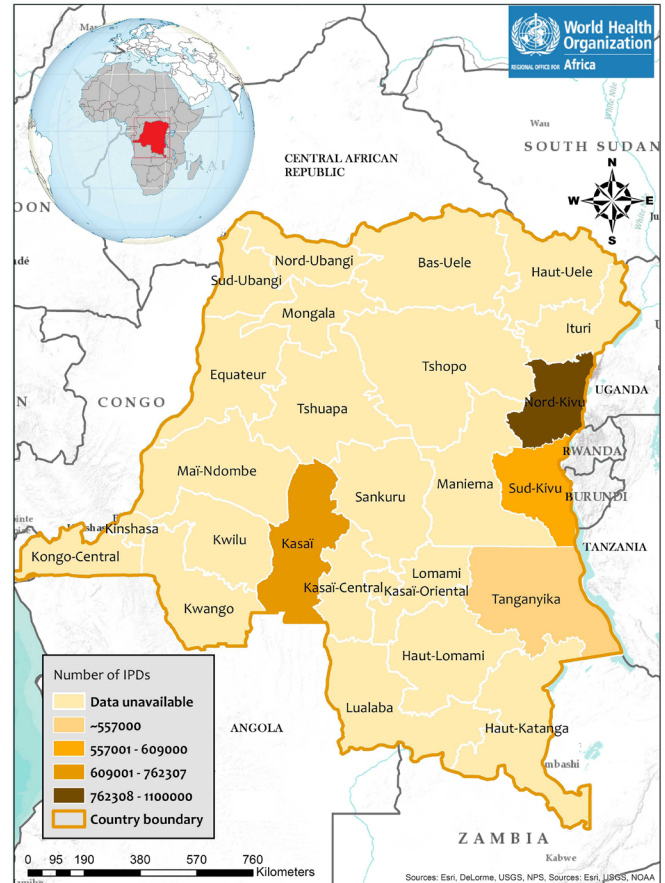 World Health
Organization
REGIONAL OFFICE FOR Africa
Wau
SOUTH SUDAN
White Nile
CENTRAL AFRICAN
REPUBLIC
N
W E
S
OON
Nord-Ubangi
Sud-Ubangi
Bas-Uele
Haut-Uele
Mongala
Ituri
Tshopo
Equateur
Tshuapa
CONGO
N
Nord-Kivu
UGANDA
RWANDA
Maï-Ndombe
Sankuru
Maniema
Sud-Kivu
BURUNDI
Kinshasa
Kwilu
Kasaï
TANZANIA
Kongo-Central
Kasaï-Central
Lomami
Kasaï-Oriental
Tanganyika
Kwango
Haut-Lomami
Lualaba
ANGOLA
Haut-Katanga
mbashi
Number of IPDs
Data unavailable
~557000
557001 - 609000
609001 - 762307
762308 - 1100000
Country boundary
ZAMBIA
Kabwe
0 95 190 380 570 760
Kilometers
Sources: Esri, DeLorme, USGS, NPS, Sources: Esri, USGS, NOAA